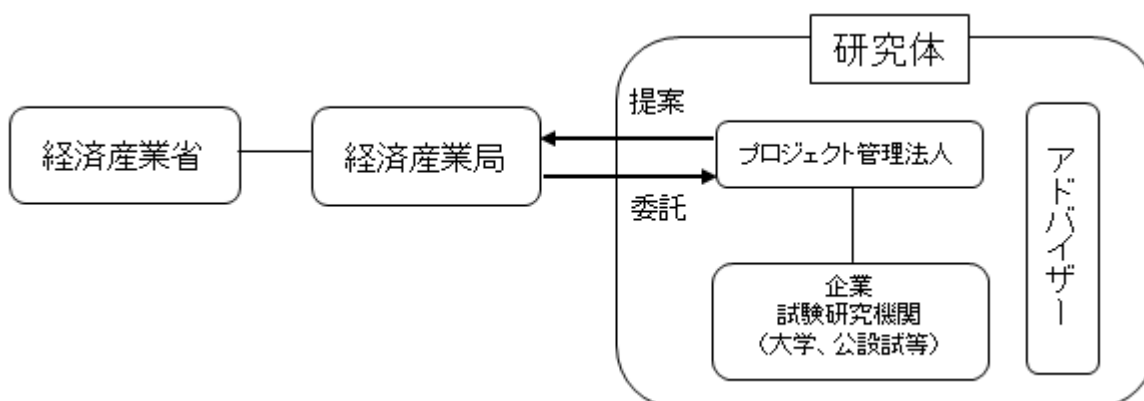 研究体
提案
経済産業省
経済産業局
プロジェクト管理法人
委託
企業
試験研究機関
（大学、公設試等）
アドバイザー